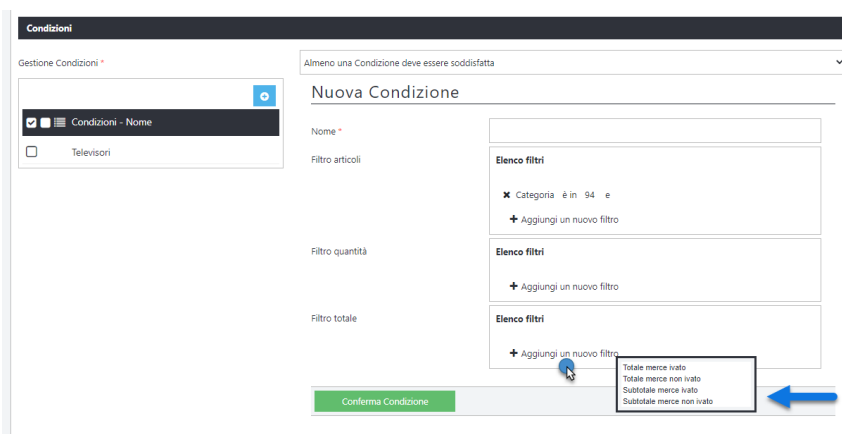 Condizioni
Gestione Condizioni *
Almeno una Condizione deve essere soddisfatta
Condizioni - Nome
Televisori
Nuova Condizione
Nome *
Filtro articoli
Elenco filtri
Categoria è in 94 e
Aggiungi un nuovo filtro
Filtro quantità
Elenco filtri
Aggiungi un nuovo filtro
Filtro totale
Elenco filtri
Aggiungi un nuovo filtro
Totale merce ivato
Totale merce non ivato
Subtotale merce ivato
Subtotale merce non ivato
Conferma Condizione